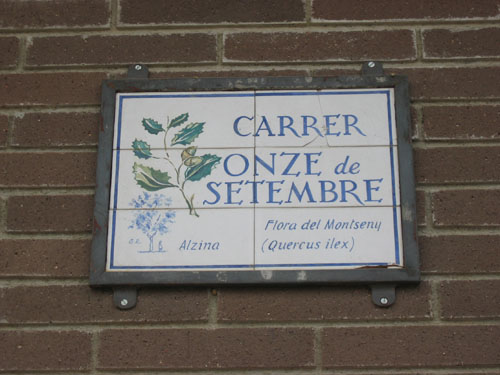 CARRER
ONZE de
SETEMBRE
Alzina
Flora del Montseny
(Quercus ilex)